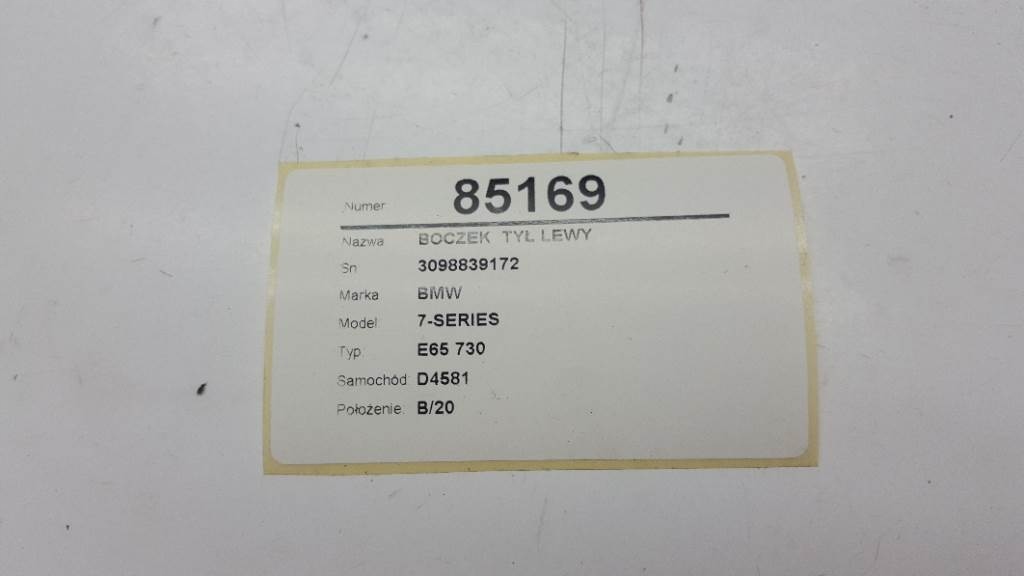 Numer 85169
Nazwa BOCZEK TYŁ LEWY
Sn 3098839172
Marka BMW
Model: 7-SERIES
Typ: E65 730
Samochód: D4581
Położenie: B/20